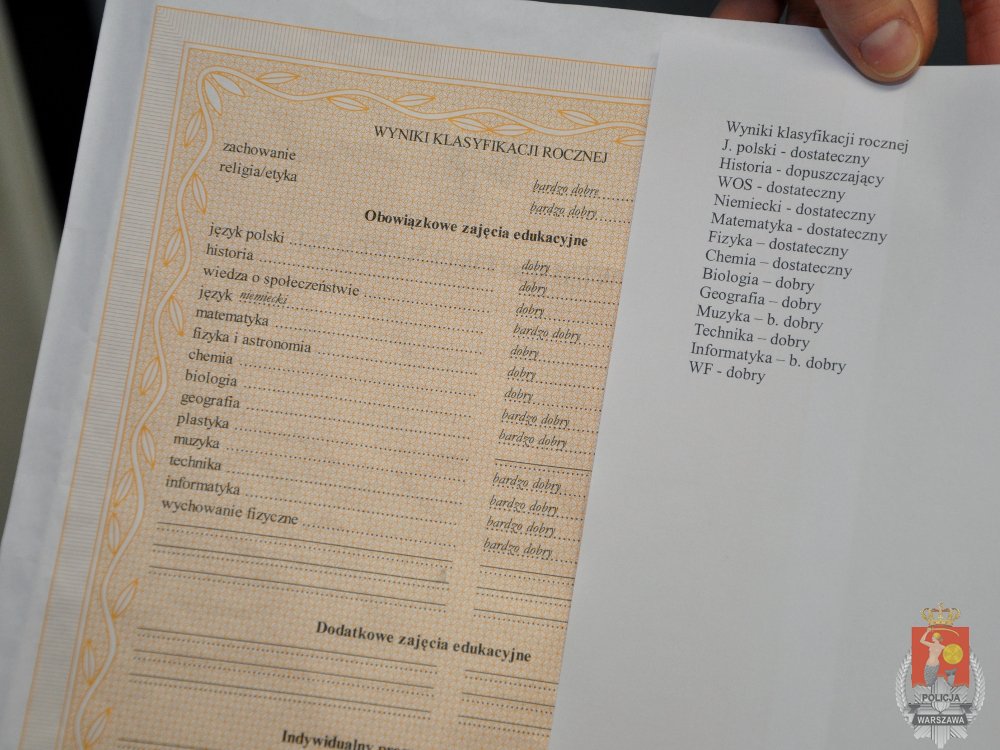 WYNIKI KLASYFIKACJI ROCZNEJ
zachowanie bardzo dobre
religia/etyka bardzo dobry
Obowiązkowe zajęcia edukacyjne
język polski dobry
historia dobry
wiedza o społeczeństwie dobry
język niemiecki bardzo dobry
matematyka dobry
fizyka i astronomia dobry
chemia dobry
biologia bardzo dobry
geografia bardzo dobry
plastyka
muzyka bardzo dobry
technika bardzo dobry
informatyka bardzo dobry
wychowanie fizyczne bardzo dobry
Dodatkowe zajęcia edukacyjne
Indywidualny
Wyniki klasyfikacji rocznej
J. polski - dostateczny
Historia - dopuszczający
WOS - dostateczny
Niemiecki - dostateczny
Matematyka - dostateczny
Fizyka – dostateczny
Chemia – dostateczny
Biologia – dobry
Geografia – dobry
Muzyka – b. dobry
Technika – dobry
Informatyka – b. dobry
WF - dobry
POLICJA
WARSZAWA